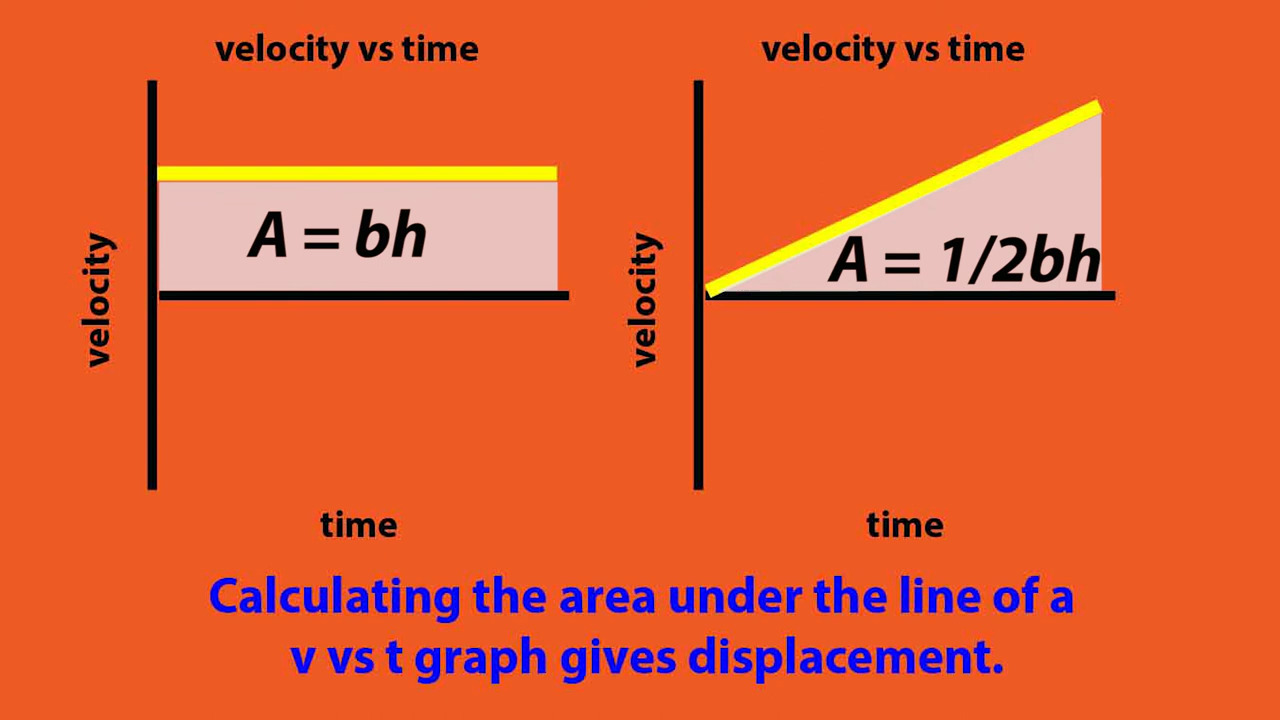 velocity vs time
velocity
A = bh
time
velocity vs time
velocity
A = 1/2bh
time
Calculating the area under the line of a
v vs t graph gives displacement.